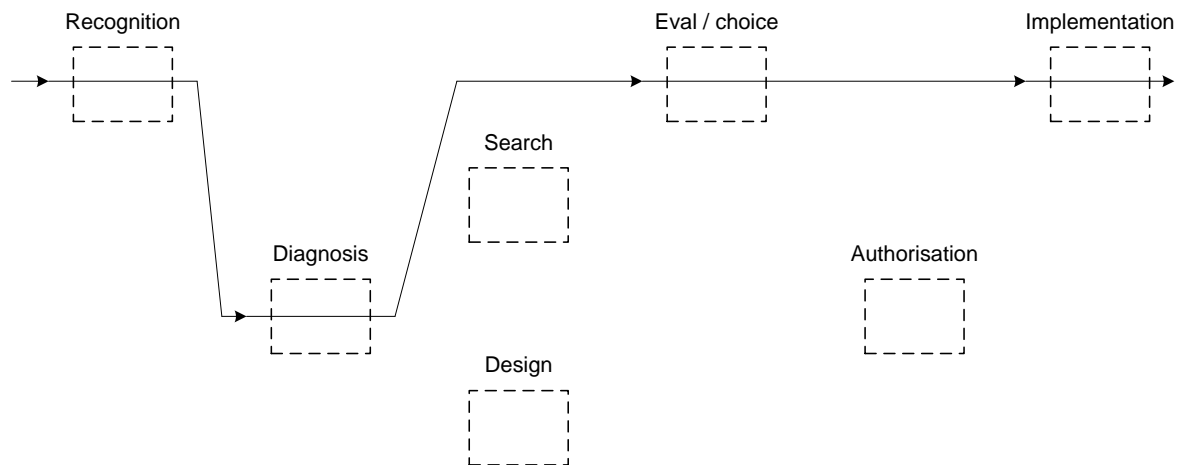 Recognition
Eval / choice
Implementation
Search
Diagnosis
Authorisation
Design